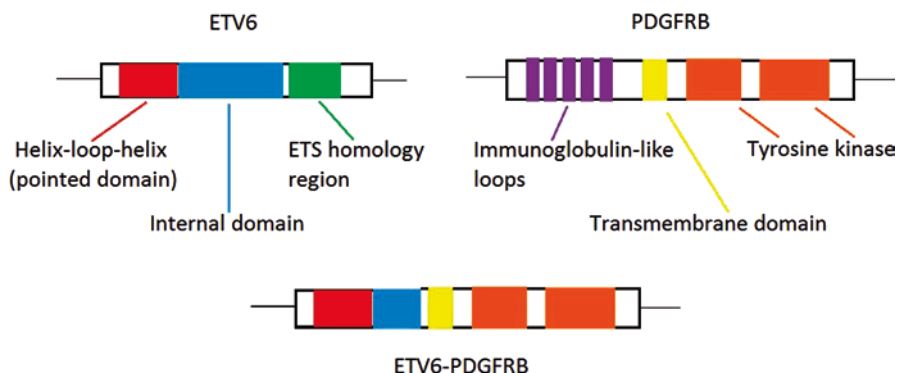 ETV6
PDGFRB
Helix-loop-helix
(pointed domain)
ETS homology
region
Internal domain
Immunoglobulin-like
loops
Tyrosine kinase
Transmembrane domain
ETV6-PDGFRB